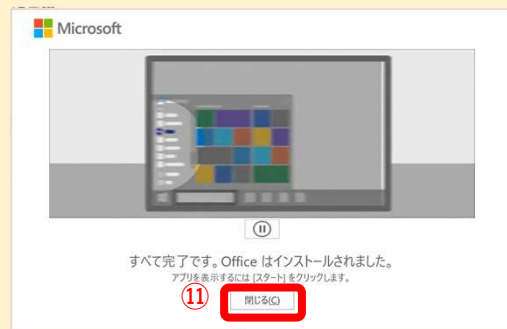 Microsoft
すべて完了です。Office はインストールされました。
アプリを表示するには [スタート] をクリックします。
⑪
閉じる(C)